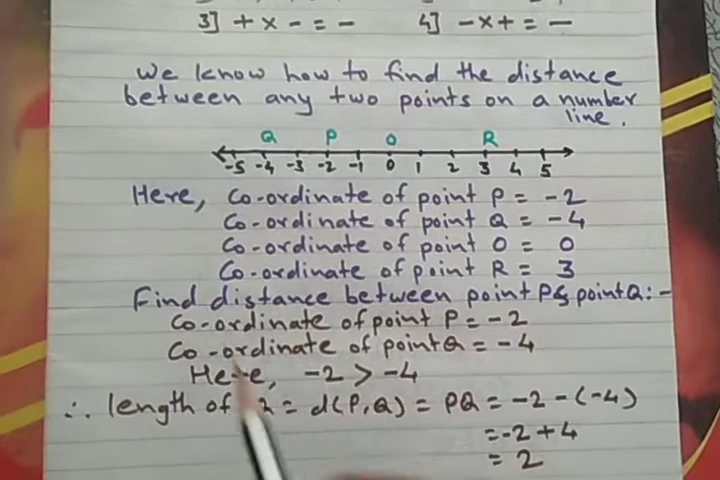 3] + × - = -    4] - × + = -
We know how to find the distance
between any two points on a number
line.
Q P O R
-5 -4 -3 -2 -1 0 1 2 3 4 5
Here, Co-ordinate of point P = -2
Co-ordinate of point Q = -4
Co-ordinate of point O = 0
Co-ordinate of point R = 3
Find distance between point P & point Q:-
Co-ordinate of point P = -2
Co-ordinate of point Q = -4
Here, -2 > -4
∴ length of = d(P,Q) = PQ = -2 - (-4)
= -2 + 4
= 2